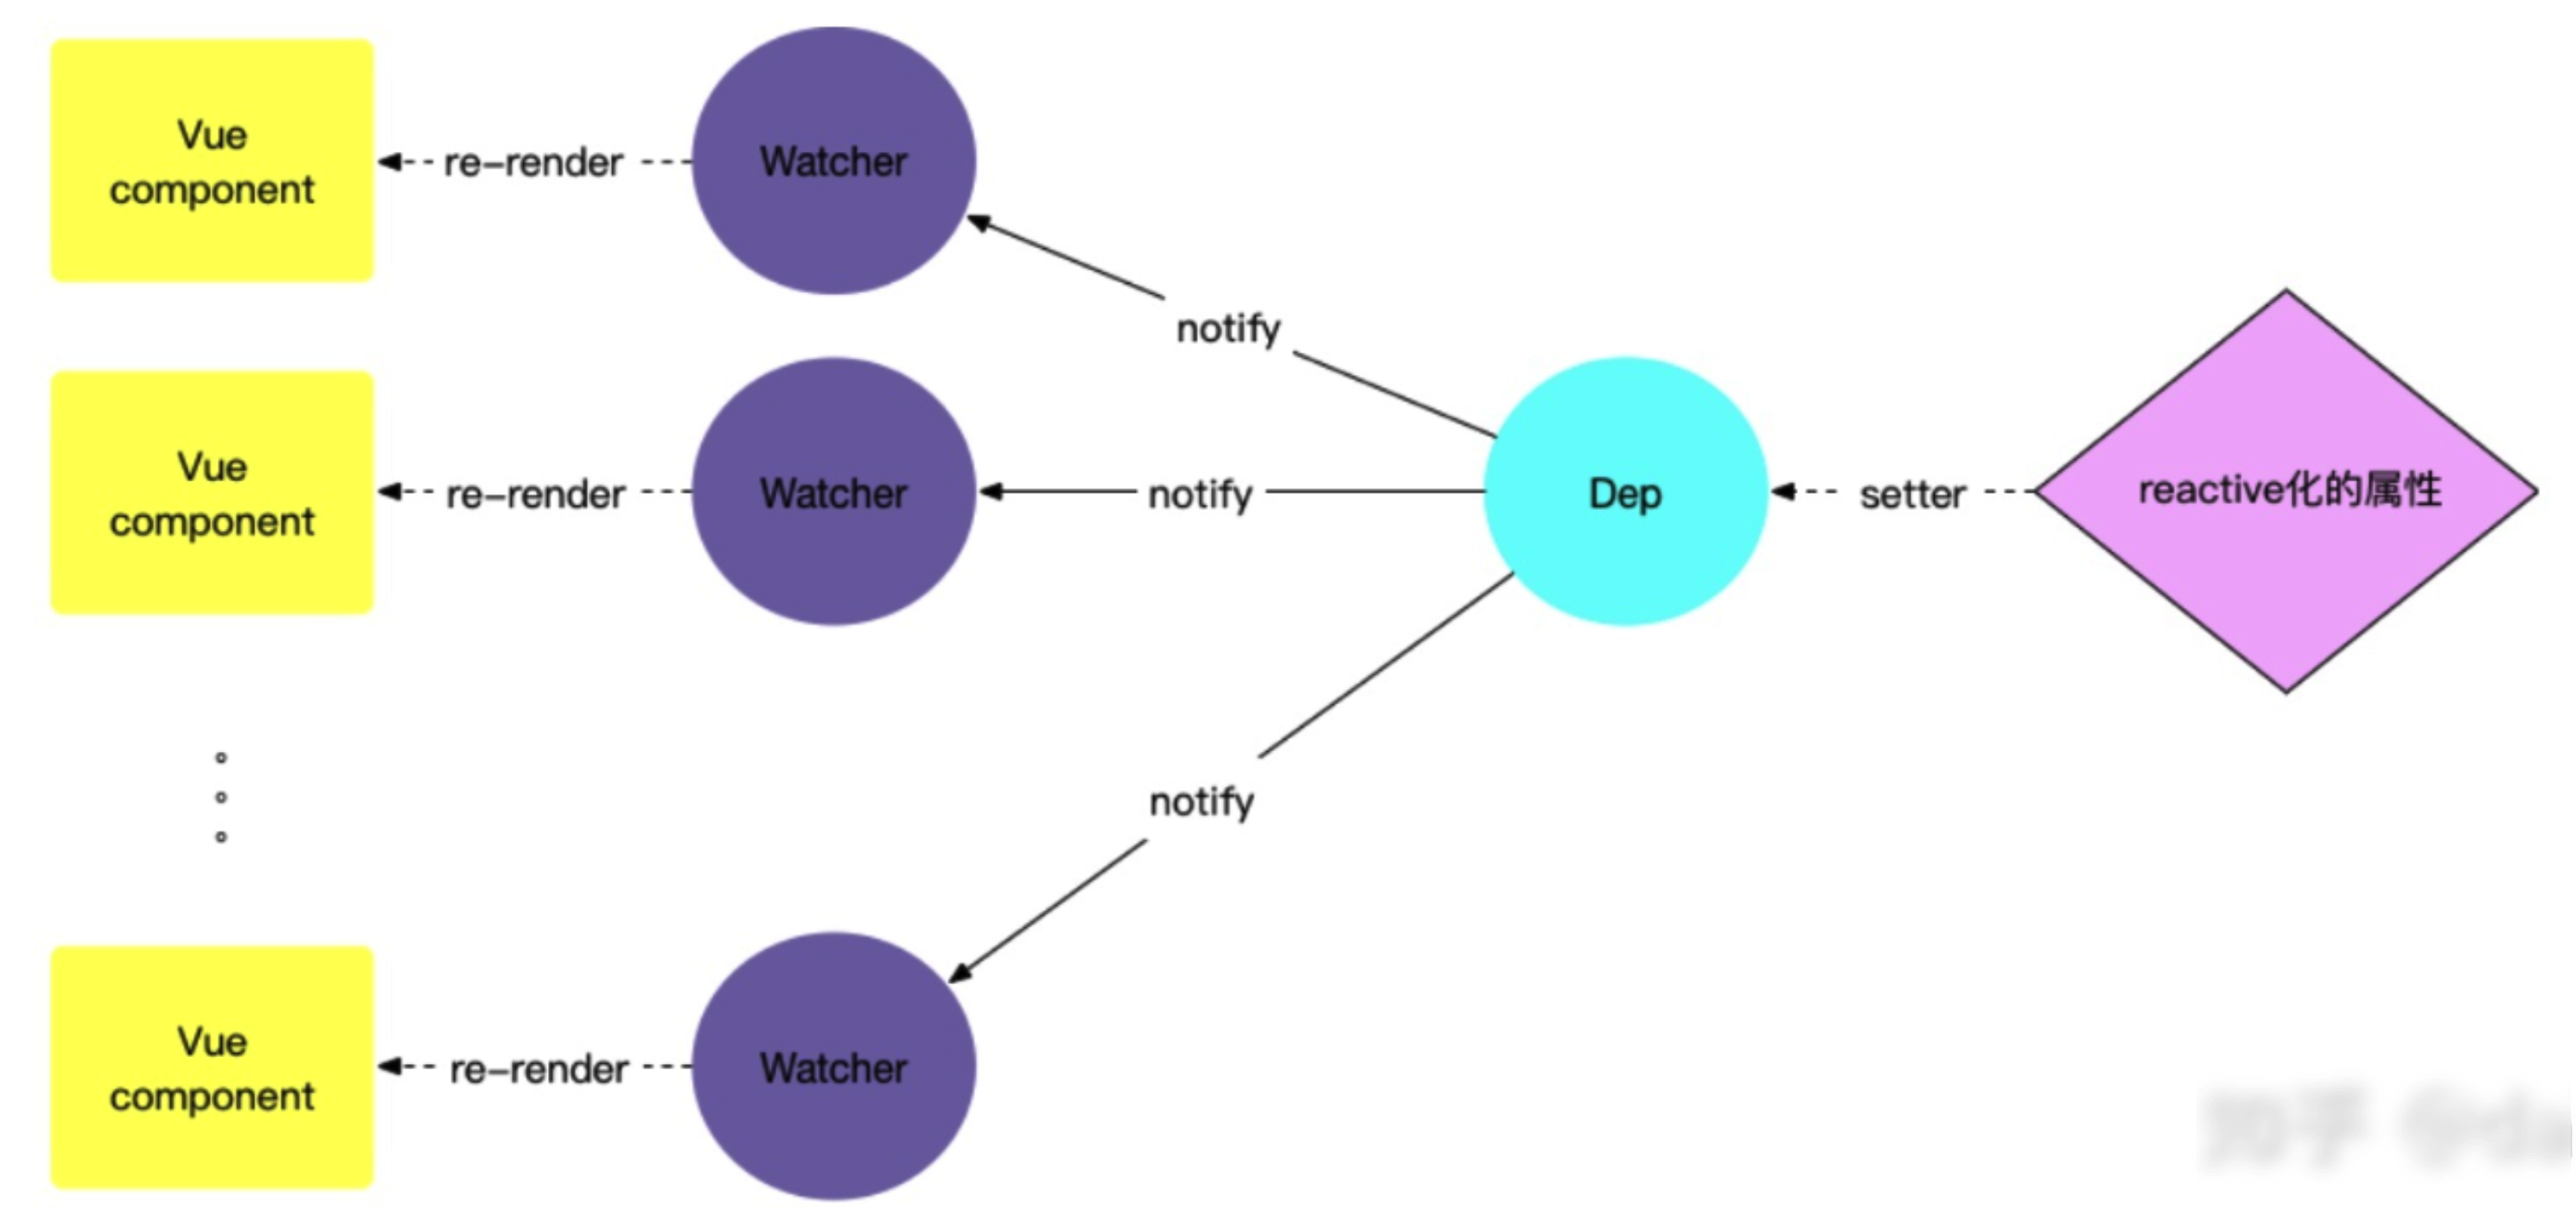 Vue
component
re-render
Watcher
notify
Vue
component
re-render
Watcher
notify
Dep
setter
reactive化的属性
notify
Vue
component
re-render
Watcher